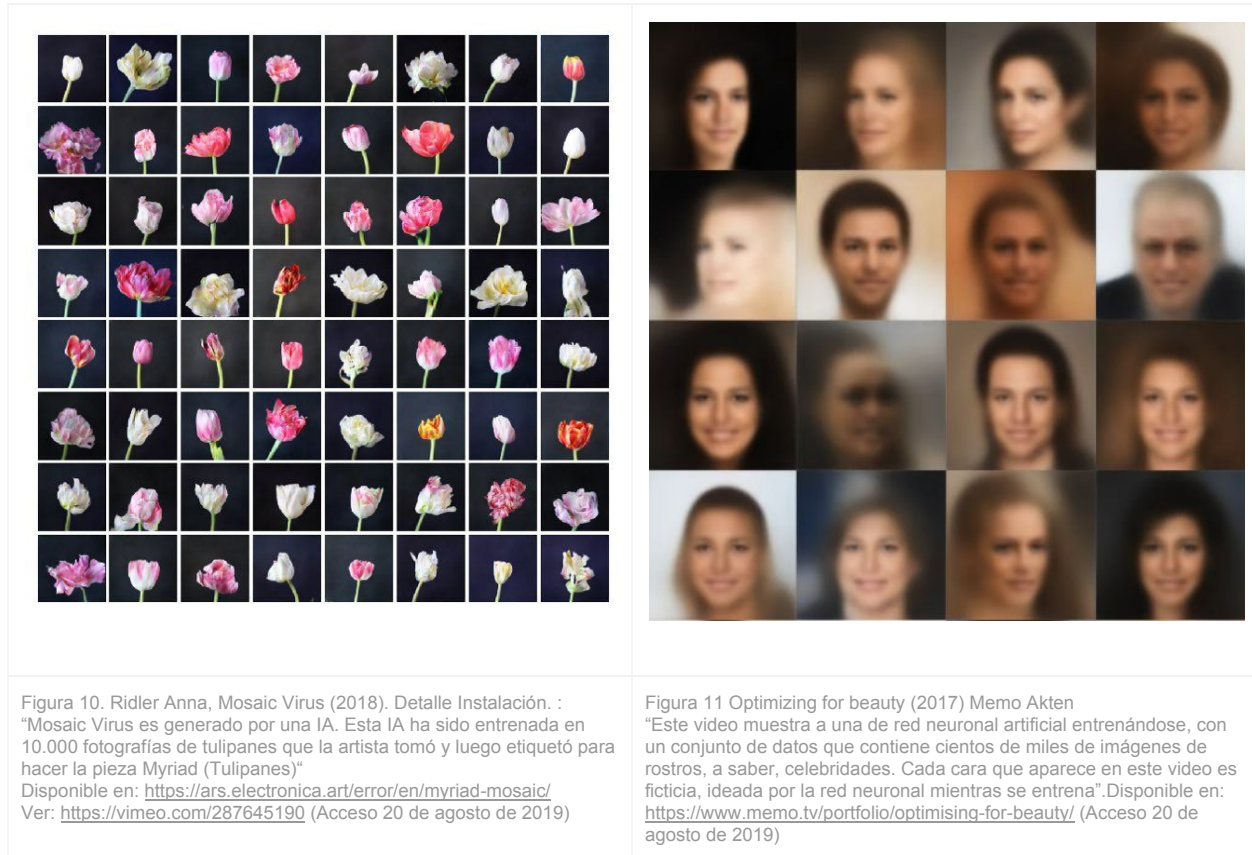 Figura 10. Ridler Anna, Mosaic Virus (2018). Detalle Instalación. :
“Mosaic Virus es generado por una IA. Esta IA ha sido entrenada en
10.000 fotografías de tulipanes que la artista tomó y luego etiquetó para
hacer la pieza Myriad (Tulipanes)“
Disponible en: https://ars.electronica.art/error/en/myriad-mosaic/
Ver: https://vimeo.com/287645190 (Acceso 20 de agosto de 2019)
Figura 11 Optimizing for beauty (2017) Memo Akten
“Este video muestra a una de red neuronal artificial entrenándose, con
un conjunto de datos que contiene cientos de miles de imágenes de
rostros, a saber, celebridades. Cada cara que aparece en este video es
ficticia, ideada por la red neuronal mientras se entrena”.Disponible en:
https://www.memo.tv/portfolio/optimising-for-beauty/ (Acceso 20 de
agosto de 2019)